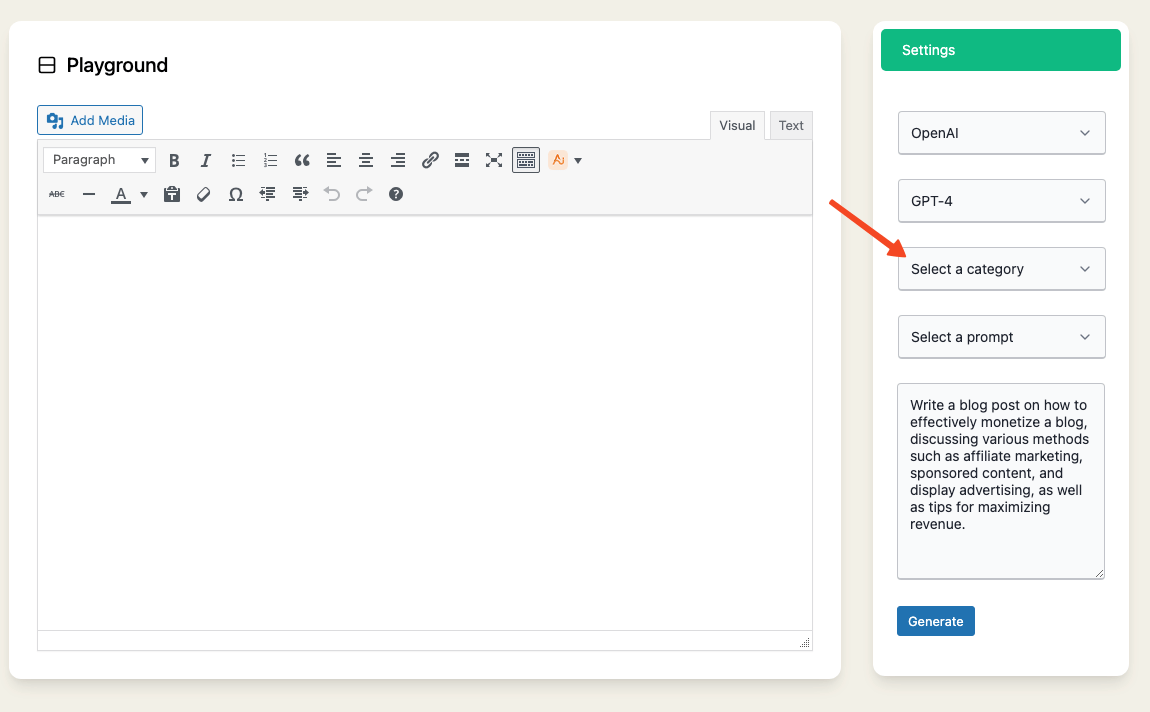 Playground
Add Media
Visual
Text
Paragraph
B
I
ABC
A
Ω
Settings
OpenAI
GPT-4
Select a category
Select a prompt
Write a blog post on how to
effectively monetize a blog,
discussing various methods
such as affiliate marketing,
sponsored content, and
display advertising, as well
as tips for maximizing
revenue.
Generate